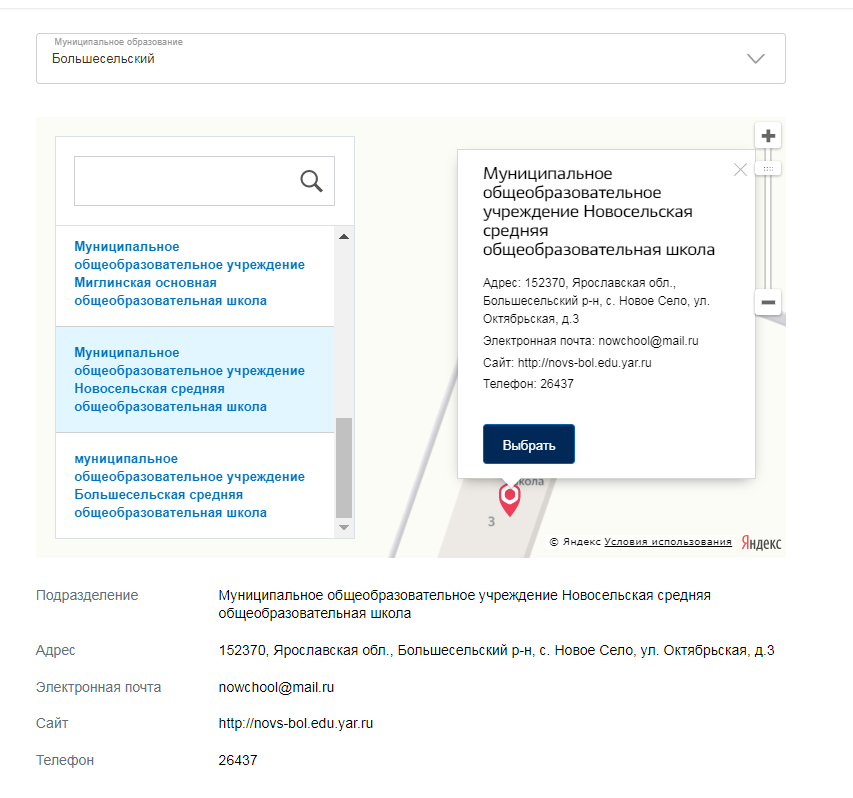 Муниципальное образование
Большесельский
Муниципальное
общеобразовательное учреждение
Миглинская основная
общеобразовательная школа
Муниципальное
общеобразовательное учреждение
Новосельская средняя
общеобразовательная школа
муниципальное
общеобразовательное учреждение
Большесельская средняя
общеобразовательная школа
Муниципальное
общеобразовательное
учреждение Новосельская
средняя
общеобразовательная школа
Адрес: 152370, Ярославская обл.,
Большесельский р-н, с. Новое Село, ул.
Октябрьская, д.3
Электронная почта: nowchool@mail.ru
Сайт: http://novs-bol.edu.yar.ru
Телефон: 26437
Выбрать
кола
3
© Яндекс Условия использования Яндекс
Подразделение Муниципальное общеобразовательное учреждение Новосельская средняя
общеобразовательная школа
Адрес 152370, Ярославская обл., Большесельский р-н, с. Новое Село, ул. Октябрьская, д.3
Электронная почта nowchool@mail.ru
Сайт http://novs-bol.edu.yar.ru
Телефон 26437